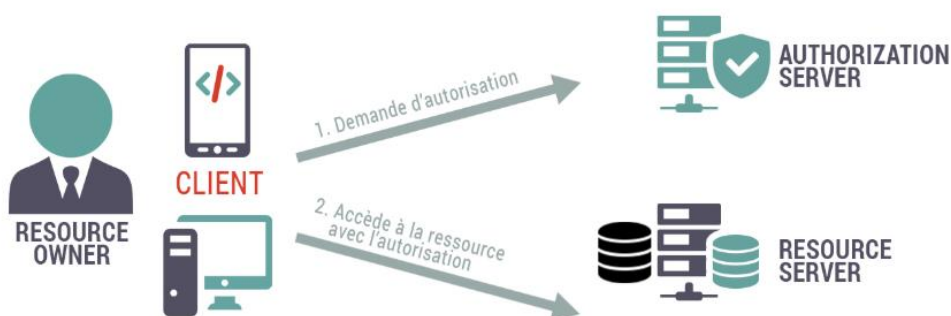 AUTHORIZATION
SERVER
1. Demande d'autorisation
CLIENT
RESOURCE
OWNER
2. Accède à la ressource
avec l'autorisation
RESOURCE
SERVER